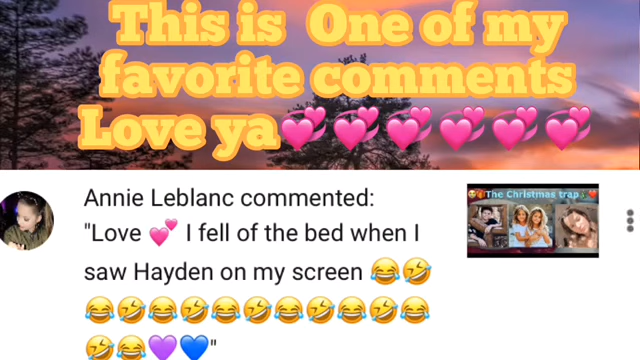 This is One of my
favorite comments
Love ya💞💞💞💞💞💞
Annie Leblanc commented:
"Love 💕 I fell of the bed when I
saw Hayden on my screen 😂🤣
😂🤣😂🤣😂🤣😂🤣😂🤣😂
🤣😂💜💙"
The Christmas trap